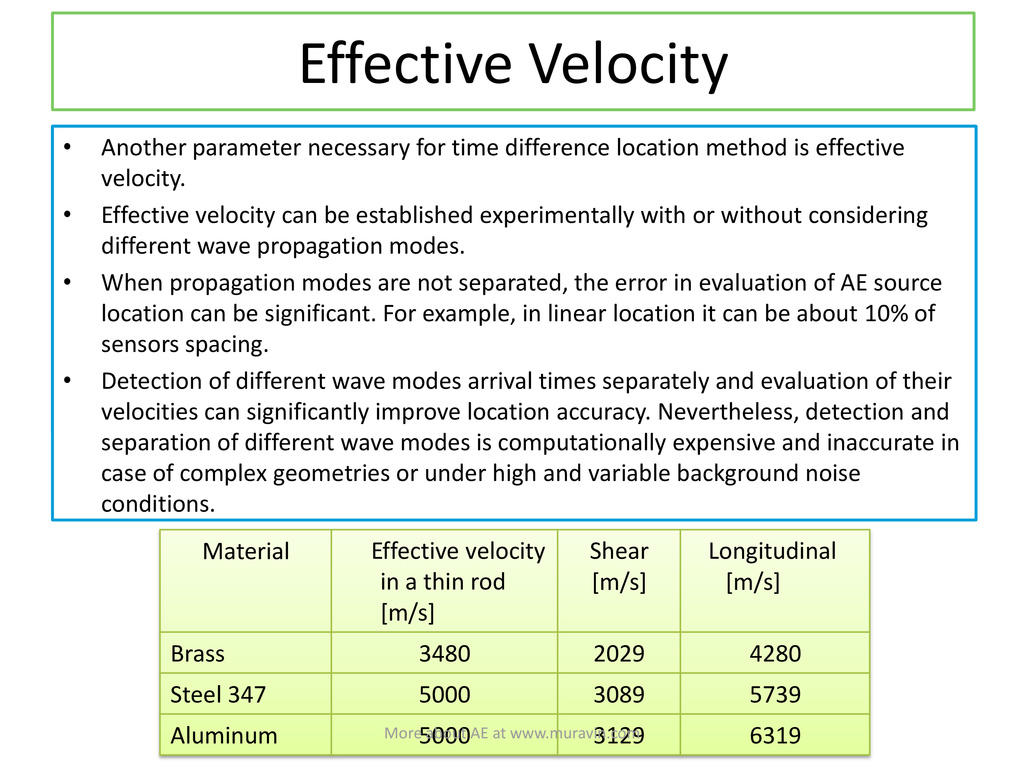 Effective Velocity
• Another parameter necessary for time difference location method is effective
velocity.
• Effective velocity can be established experimentally with or without considering
different wave propagation modes.
• When propagation modes are not separated, the error in evaluation of AE source
location can be significant. For example, in linear location it can be about 10% of
sensors spacing.
• Detection of different wave modes arrival times separately and evaluation of their
velocities can significantly improve location accuracy. Nevertheless, detection and
separation of different wave modes is computationally expensive and inaccurate in
case of complex geometries or under high and variable background noise
conditions.
Material Effective velocity Shear Longitudinal
in a thin rod [m/s] [m/s]
[m/s]
Brass 3480 2029 4280
Steel 347 5000 3089 5739
Aluminum 5000 3129 6319
More about AE at www.muravin.com